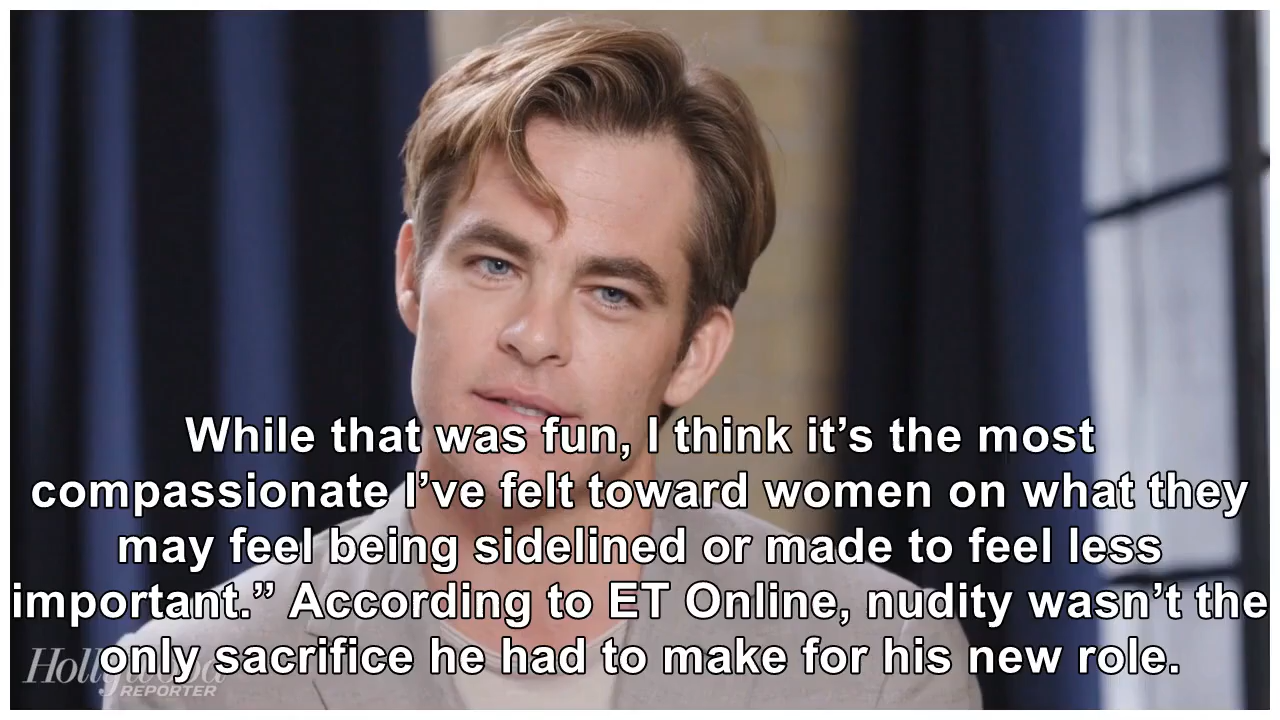 While that was fun, I think it’s the most
compassionate I’ve felt toward women on what they
may feel being sidelined or made to feel less
important.” According to ET Online, nudity wasn’t the
only sacrifice he had to make for his new role.
Hollywood
REPORTER